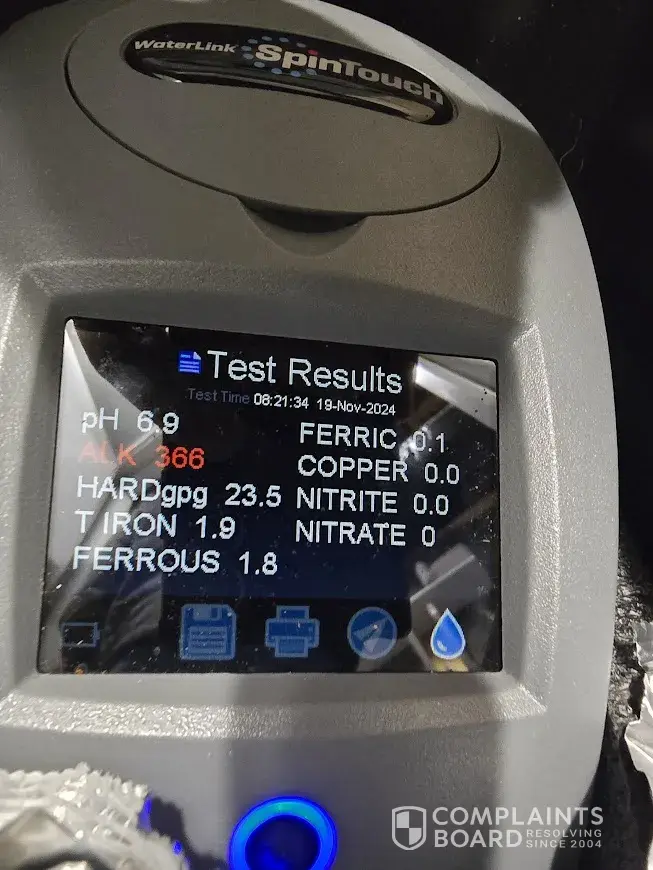 WaterLink SpinTouch
Test Results
Test Time 08:21:34 19-Nov-2024
pH 6.9
ALK 366
HARDgpg 23.5
T IRON 1.9
FERROUS 1.8
FERRIC 0.1
COPPER 0.0
NITRITE 0.0
NITRATE 0
COMPLAINTS
BOARD RESOLVING
SINCE 2004